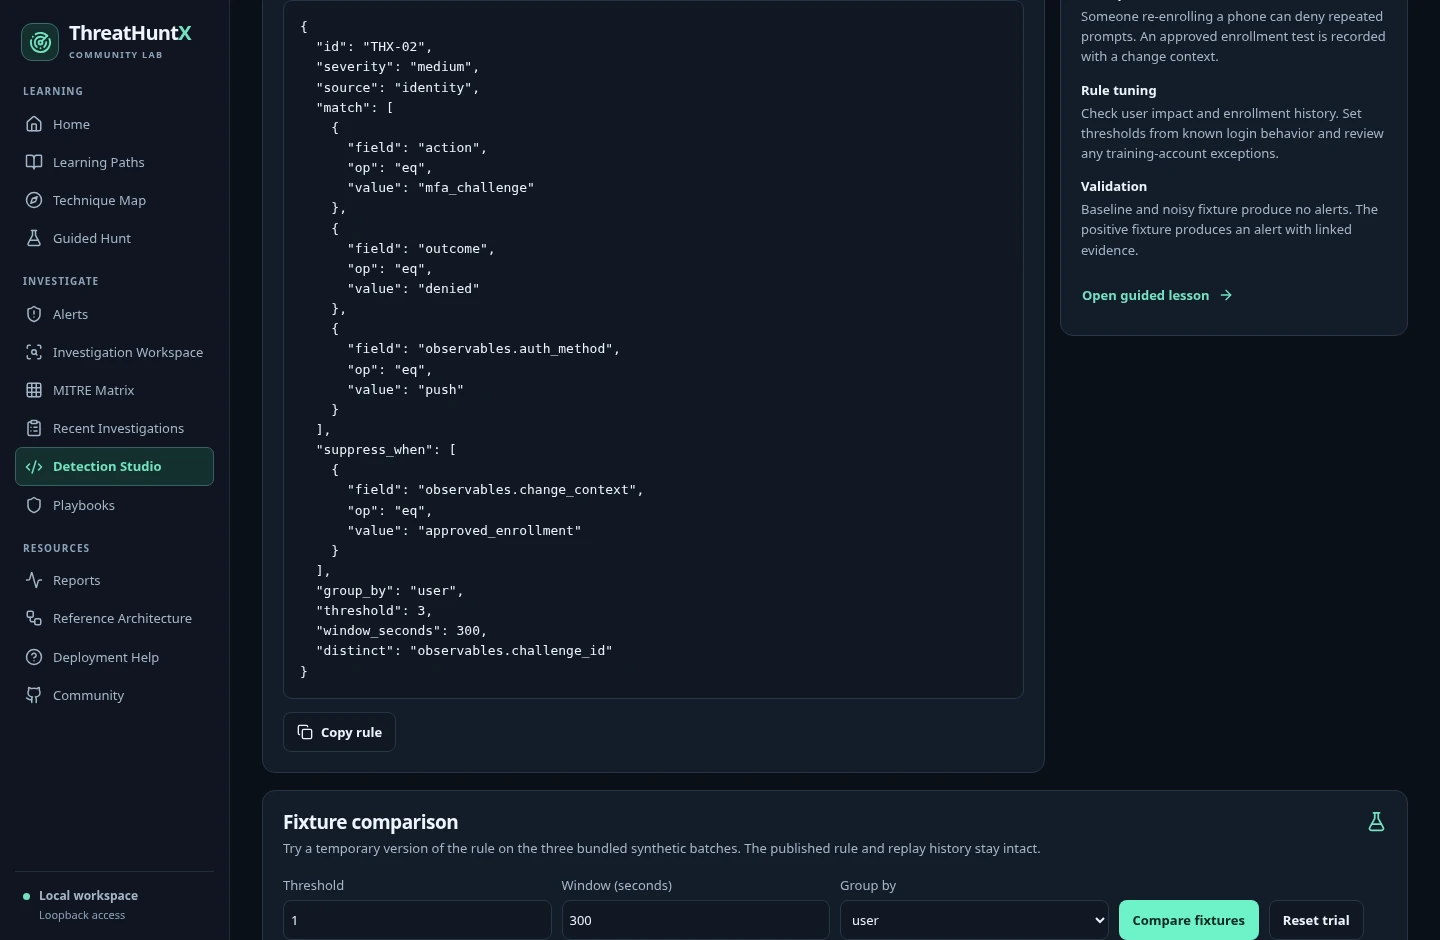 ThreatHuntX
COMMUNITY LAB
LEARNING
Home
Learning Paths
Technique Map
Guided Hunt
INVESTIGATE
Alerts
Investigation Workspace
MITRE Matrix
Recent Investigations
Detection Studio
Playbooks
RESOURCES
Reports
Reference Architecture
Deployment Help
Community
Local workspace
Loopback access
{
  "id": "THX-02",
  "severity": "medium",
  "source": "identity",
  "match": [
    {
      "field": "action",
      "op": "eq",
      "value": "mfa_challenge"
    },
    {
      "field": "outcome",
      "op": "eq",
      "value": "denied"
    },
    {
      "field": "observables.auth_method",
      "op": "eq",
      "value": "push"
    }
  ],
  "suppress_when": [
    {
      "field": "observables.change_context",
      "op": "eq",
      "value": "approved_enrollment"
    }
  ],
  "group_by": "user",
  "threshold": 3,
  "window_seconds": 300,
  "distinct": "observables.challenge_id"
}
Copy rule
Someone re-enrolling a phone can deny repeated
prompts. An approved enrollment test is recorded
with a change context.
Rule tuning
Check user impact and enrollment history. Set
thresholds from known login behavior and review
any training-account exceptions.
Validation
Baseline and noisy fixture produce no alerts. The
positive fixture produces an alert with linked
evidence.
Open guided lesson
Fixture comparison
Try a temporary version of the rule on the three bundled synthetic batches. The published rule and replay history stay intact.
Threshold
Window (seconds)
Group by
1
300
user
Compare fixtures
Reset trial